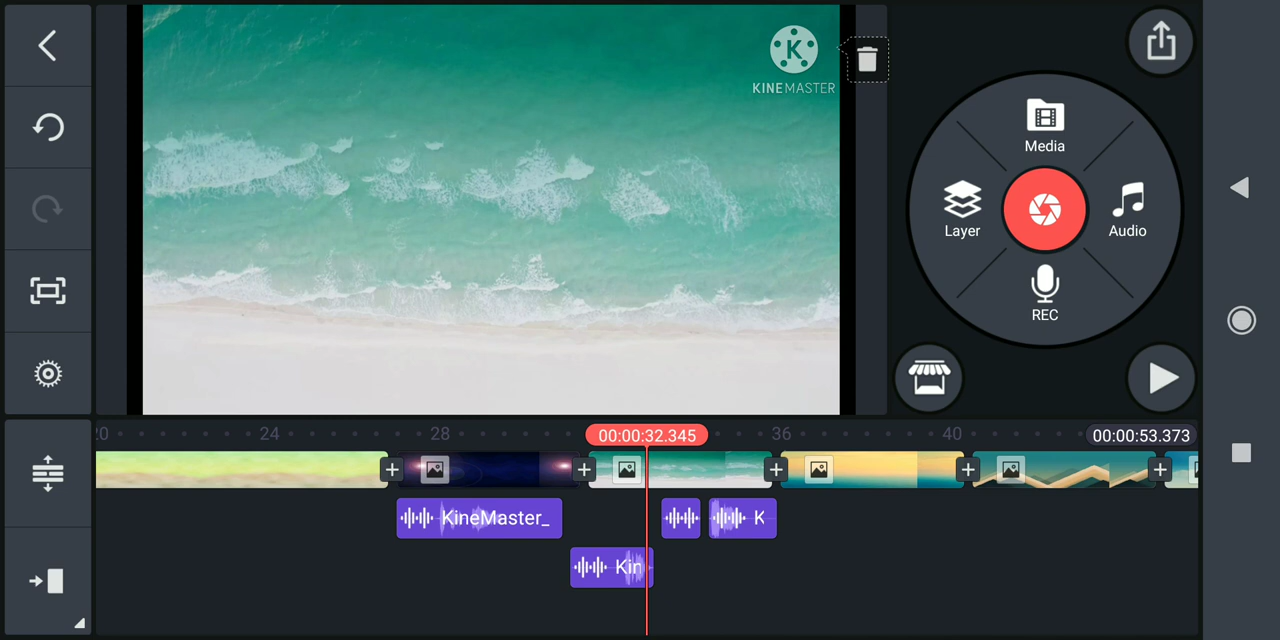 KINEMASTER
Media
Layer
Audio
REC
20
24
28
00:00:32.345
36
40
00:00:53.373
KineMaster_
K
Kin